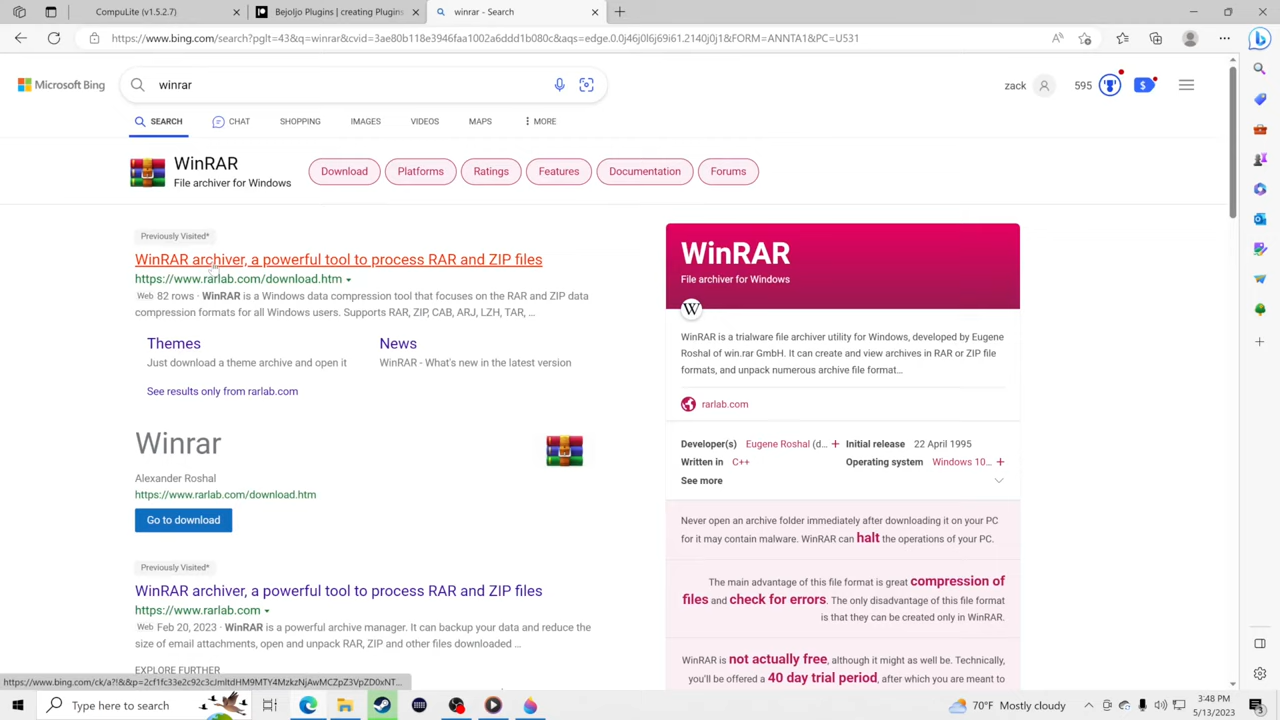 CompuLite (v1.5.2.7)
Bejoljo Plugins | creating Plugins
winrar - Search
https://www.bing.com/search?pglt=43&q=winrar&cvid=3ae80b118e3946faa1002a6ddd1b080c&aqs=edge.0.0j46j0l6j69i61.2140j0j1&FORM=ANNTA1&PC=U531
Microsoft Bing
winrar
zack
595
SEARCH
CHAT
SHOPPING
IMAGES
VIDEOS
MAPS
MORE
WinRAR
File archiver for Windows
Download
Platforms
Ratings
Features
Documentation
Forums
Previously Visited*
WinRAR archiver, a powerful tool to process RAR and ZIP files
https://www.rarlab.com/download.htm
Web 82 rows · WinRAR is a Windows data compression tool that focuses on the RAR and ZIP data
compression formats for all Windows users. Supports RAR, ZIP, CAB, ARJ, LZH, TAR, ...
Themes
Just download a theme archive and open it
News
WinRAR - What's new in the latest version
See results only from rarlab.com
Winrar
Alexander Roshal
https://www.rarlab.com/download.htm
Go to download
Previously Visited*
WinRAR archiver, a powerful tool to process RAR and ZIP files
https://www.rarlab.com
Web Feb 20, 2023 · WinRAR is a powerful archive manager. It can backup your data and reduce the
size of email attachments, open and unpack RAR, ZIP and other files downloaded ...
EXPLORE FURTHER
WinRAR
File archiver for Windows
W
WinRAR is a trialware file archiver utility for Windows, developed by Eugene
Roshal of win.rar GmbH. It can create and view archives in RAR or ZIP file
formats, and unpack numerous archive file format...
rarlab.com
Developer(s) Eugene Roshal (d... + Initial release 22 April 1995
Written in C++ Operating system Windows 10... +
See more
Never open an archive folder immediately after downloading it on your PC
for it may contain malware. WinRAR can halt the operations of your PC.
The main advantage of this file format is great compression of
files and check for errors. The only disadvantage of this file format
is that they can be created only in WinRAR.
WinRAR is not actually free, although it might as well be. Technically,
you'll be offered a 40 day trial period, after which you are meant to
Type here to search
70°F Mostly cloudy
3:48 PM
5/13/2023